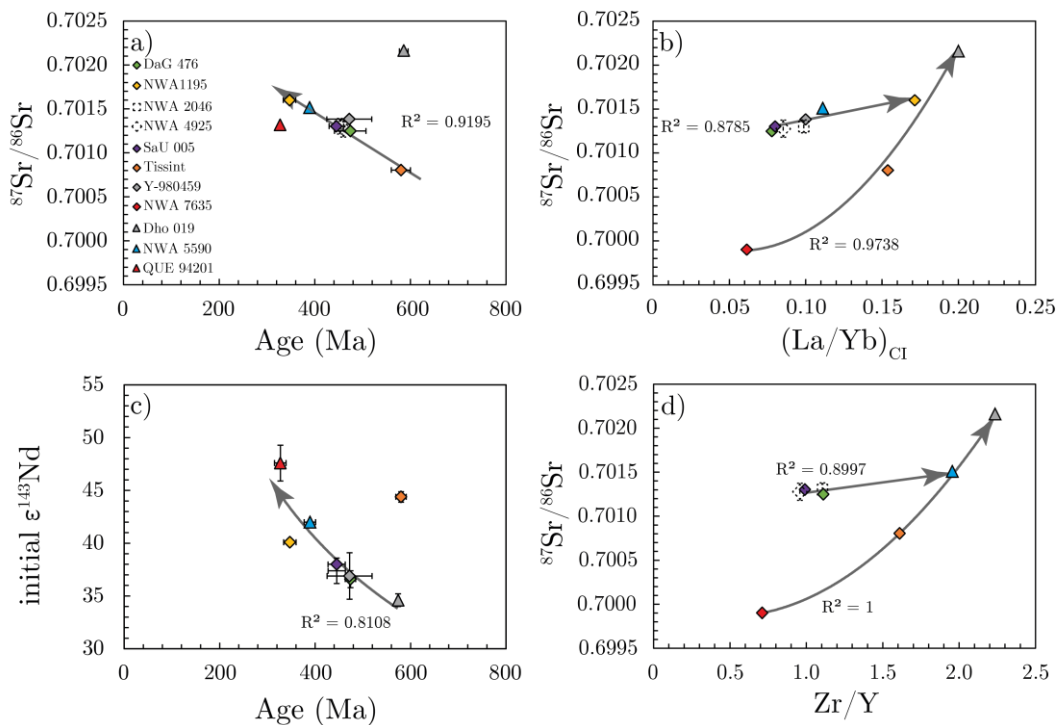 a)
0.7025
0.7020
0.7015
0.7010
0.7005
0.7000
0.6995
⁸⁷Sr/⁸⁶Sr
DaG 476
NWA1195
NWA 2046
NWA 4925
SaU 005
Tissint
Y-980459
NWA 7635
Dho 019
NWA 5590
QUE 94201
R² = 0.9195
0 200 400 600 800
Age (Ma)
b)
0.7025
0.7020
0.7015
0.7010
0.7005
0.7000
0.6995
⁸⁷Sr/⁸⁶Sr
R² = 0.8785
R² = 0.9738
0 0.05 0.10 0.15 0.20 0.25
(La/Yb)CI
c)
55
50
45
40
35
30
initial ε¹⁴³Nd
R² = 0.8108
0 200 400 600 800
Age (Ma)
d)
0.7025
0.7020
0.7015
0.7010
0.7005
0.7000
0.6995
⁸⁷Sr/⁸⁶Sr
R² = 0.8997
R² = 1
0 0.5 1.0 1.5 2.0 2.5
Zr/Y